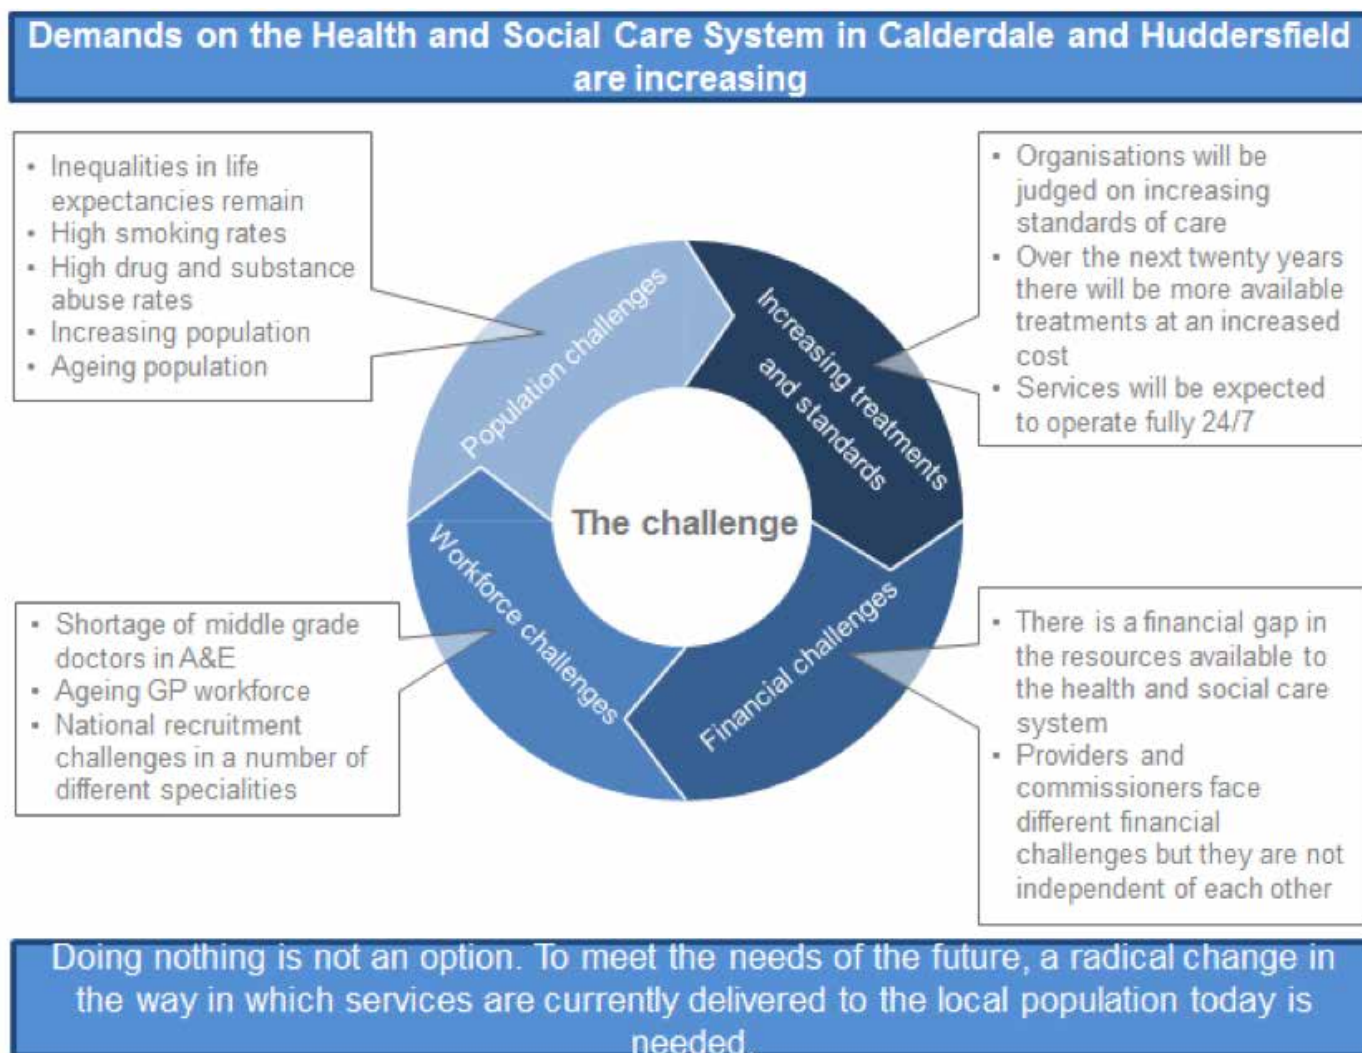 Demands on the Health and Social Care System in Calderdale and Huddersfield
are increasing
• Inequalities in life
expectancies remain
• High smoking rates
• High drug and substance
abuse rates
• Increasing population
• Ageing population
• Organisations will be
judged on increasing
standards of care
• Over the next twenty years
there will be more available
treatments at an increased
cost
• Services will be expected
to operate fully 24/7
Population challenges
Increasing treatments
and standards
The challenge
Workforce challenges
Financial challenges
• Shortage of middle grade
doctors in A&E
• Ageing GP workforce
• National recruitment
challenges in a number of
different specialities
• There is a financial gap in
the resources available to
the health and social care
system
• Providers and
commissioners face
different financial
challenges but they are not
independent of each other
Doing nothing is not an option. To meet the needs of the future, a radical change in
the way in which services are currently delivered to the local population today is
needed.